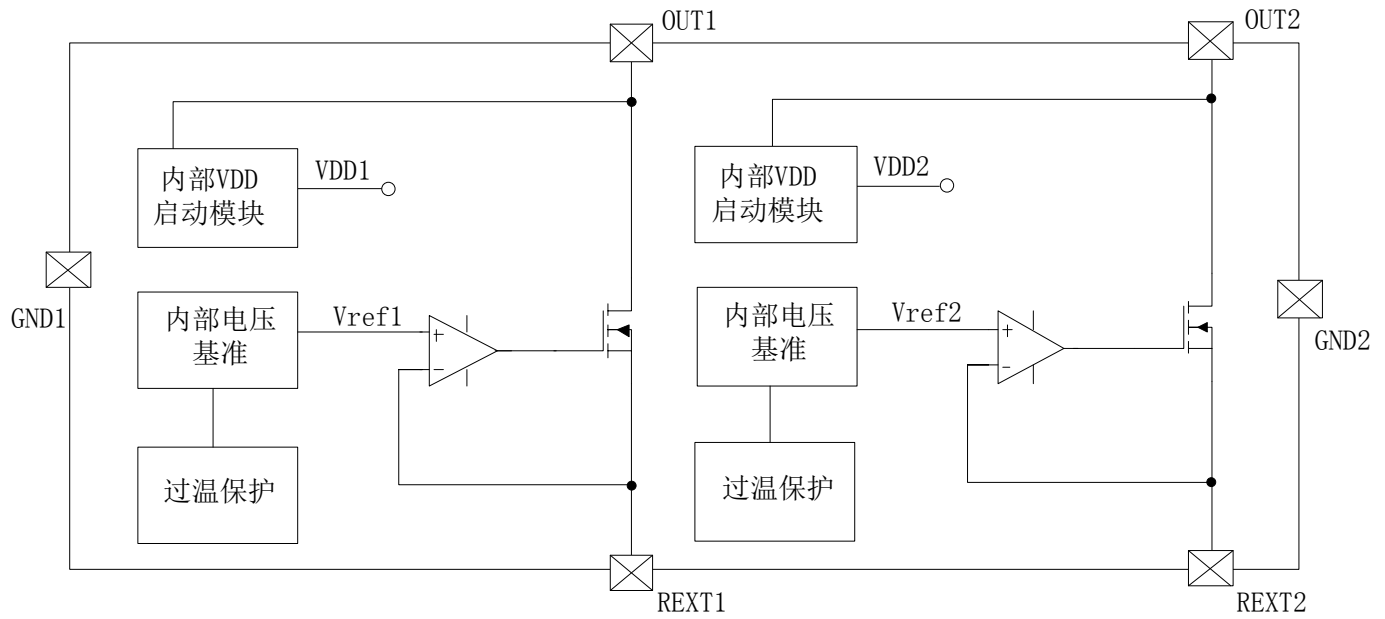 OUT1
OUT2
内部VDD
启动模块
VDD1
内部VDD
启动模块
VDD2
GND1
内部电压
基准
Vref1
+
-
内部电压
基准
Vref2
+
-
GND2
过温保护
过温保护
REXT1
REXT2